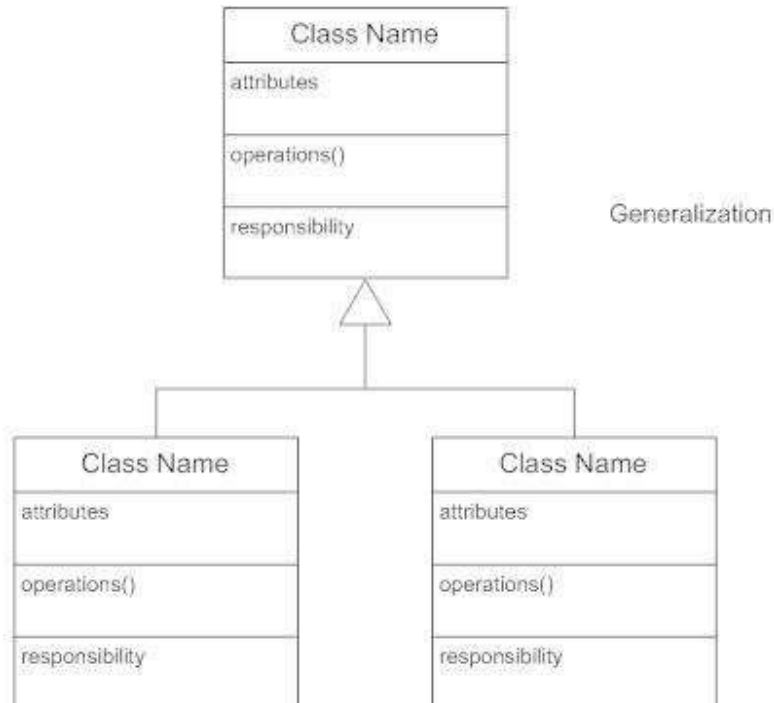 Class Name
attributes
operations()
responsibility
Generalization
Class Name
attributes
operations()
responsibility
Class Name
attributes
operations()
responsibility